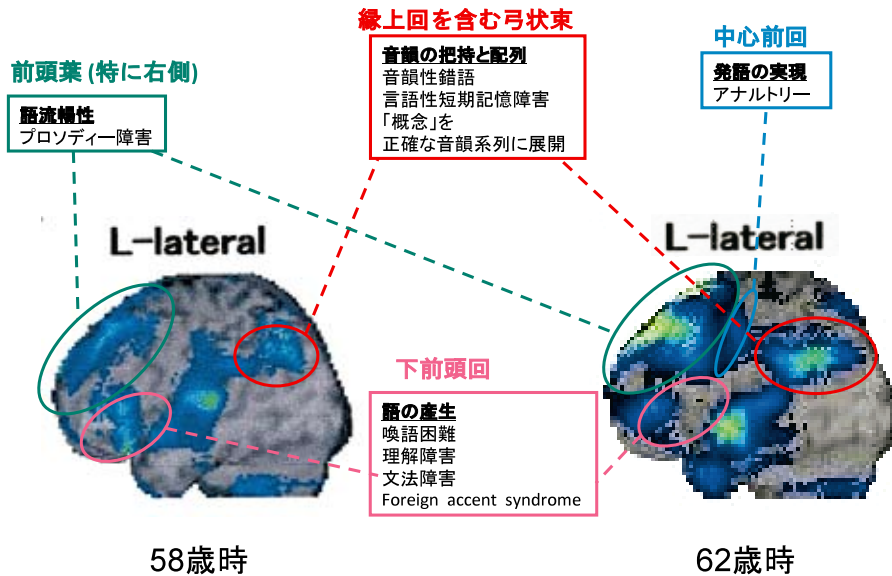 縁上回を含む弓状束
音韻の把持と配列
音韻性錯語
言語性短期記憶障害
「概念」を
正確な音韻系列に展開
中心前回
発語の実現
アナルトリー
前頭葉 (特に右側)
語流暢性
プロソディー障害
L-lateral
L-lateral
下前頭回
語の産生
喚語困難
理解障害
文法障害
Foreign accent syndrome
58歳時
62歳時